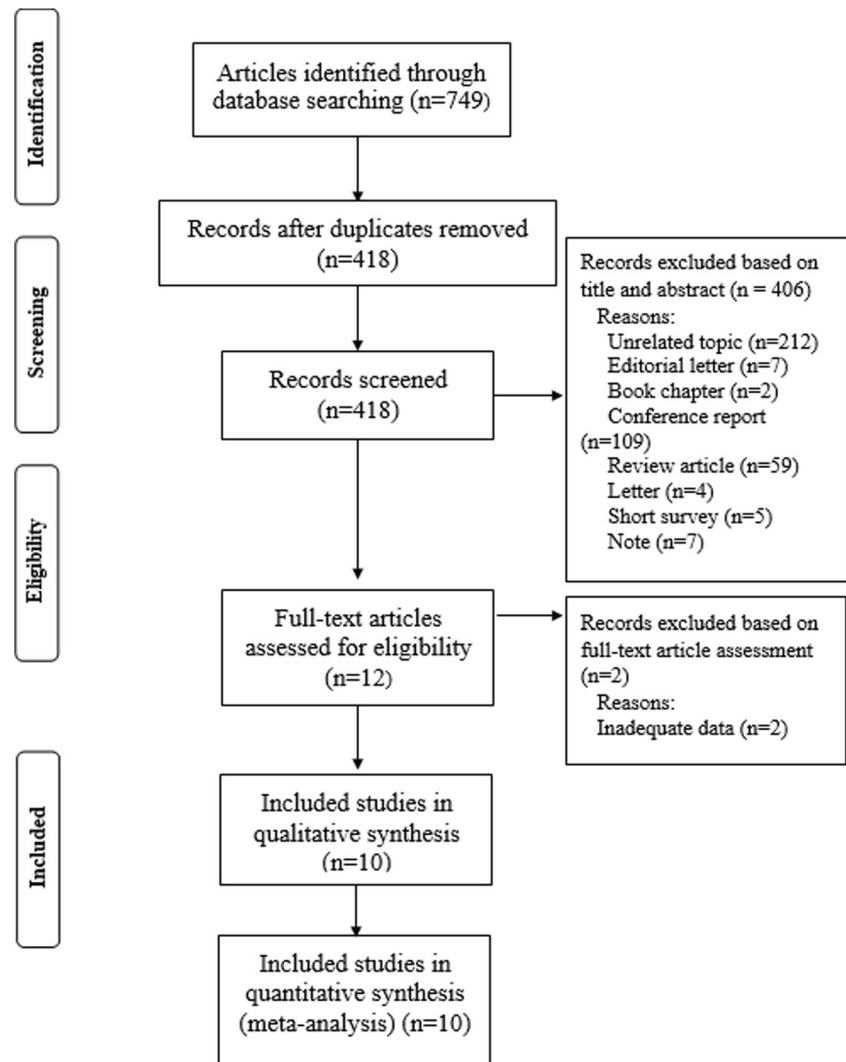 Identification
Articles identified through
database searching (n=749)
Records after duplicates removed
(n=418)
Screening
Records screened
(n=418)
Records excluded based on
title and abstract (n = 406)
Reasons:
Unrelated topic (n=212)
Editorial letter (n=7)
Book chapter (n=2)
Conference report
(n=109)
Review article (n=59)
Letter (n=4)
Short survey (n=5)
Note (n=7)
Eligibility
Full-text articles
assessed for eligibility
(n=12)
Records excluded based on
full-text article assessment
(n=2)
Reasons:
Inadequate data (n=2)
Included
Included studies in
qualitative synthesis
(n=10)
Included studies in
quantitative synthesis
(meta-analysis) (n=10)